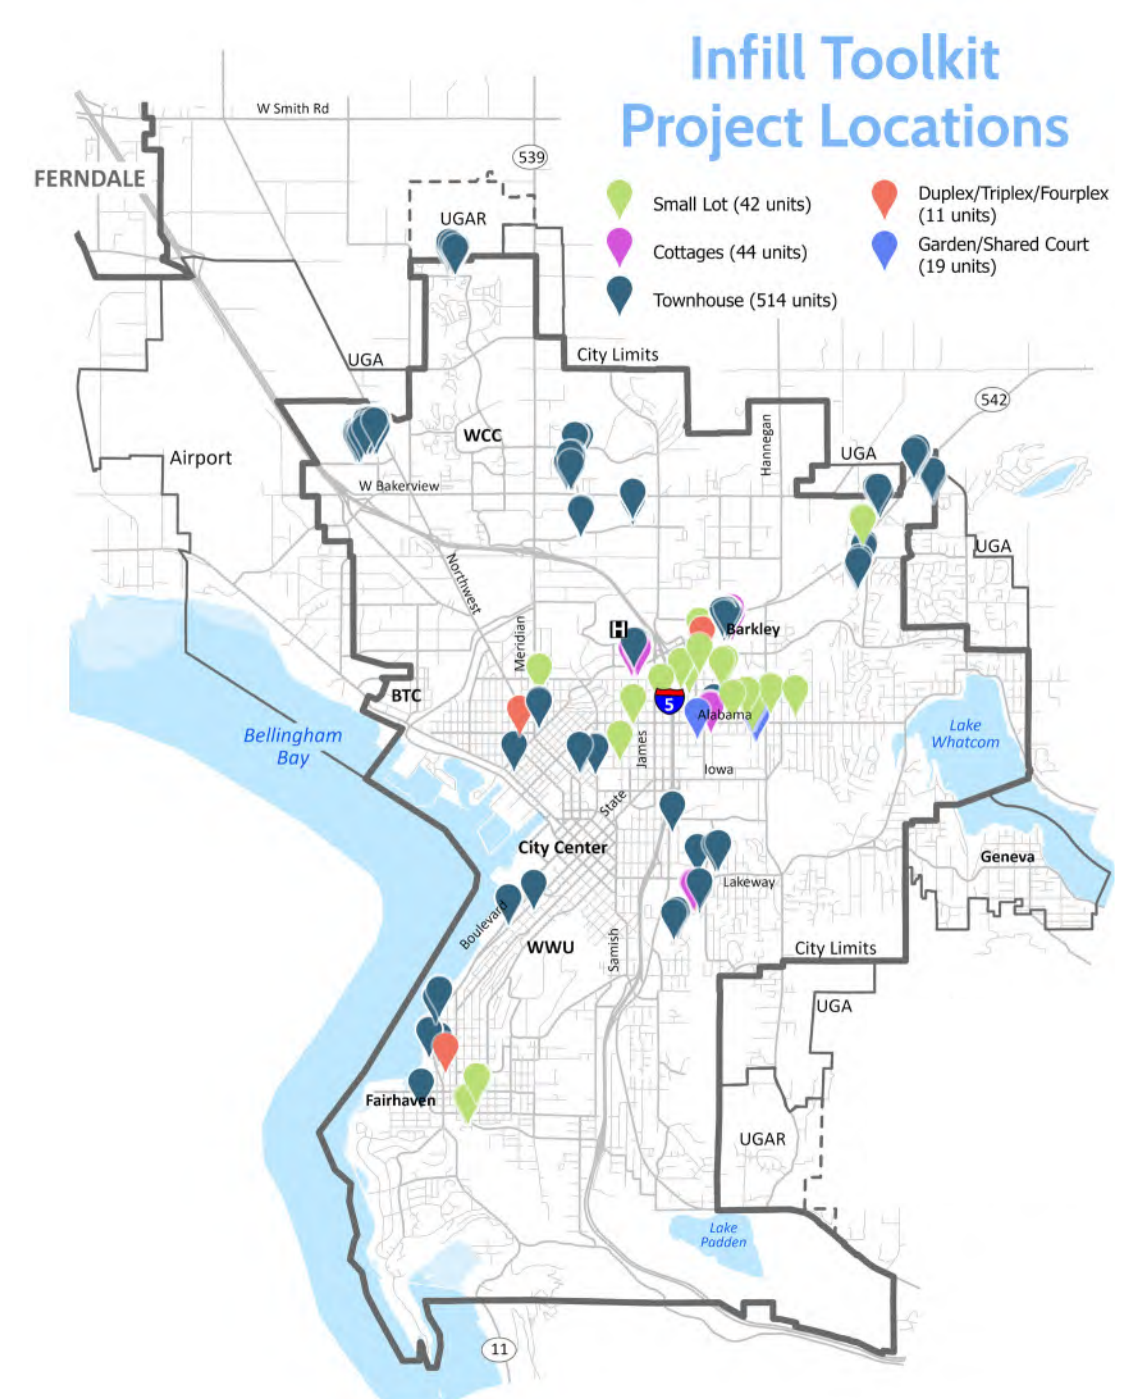 Infill Toolkit
Project Locations
W Smith Rd
539
FERNDALE
Small Lot (42 units)
Duplex/Triplex/Fourplex
(11 units)
UGAR
Cottages (44 units)
Garden/Shared Court
(19 units)
Townhouse (514 units)
UGA
City Limits
542
WCC
Hannegan
Airport
UGA
W Bakerview
UGA
Northwest
Meridian
H
Barkley
BTC
5
Alabama
Bellingham
Bay
James
Lake
Whatcom
Iowa
State
City Center
Geneva
Lakeway
Boulevard
WWU
Samish
City Limits
UGA
Fairhaven
UGAR
Lake
Padden
11